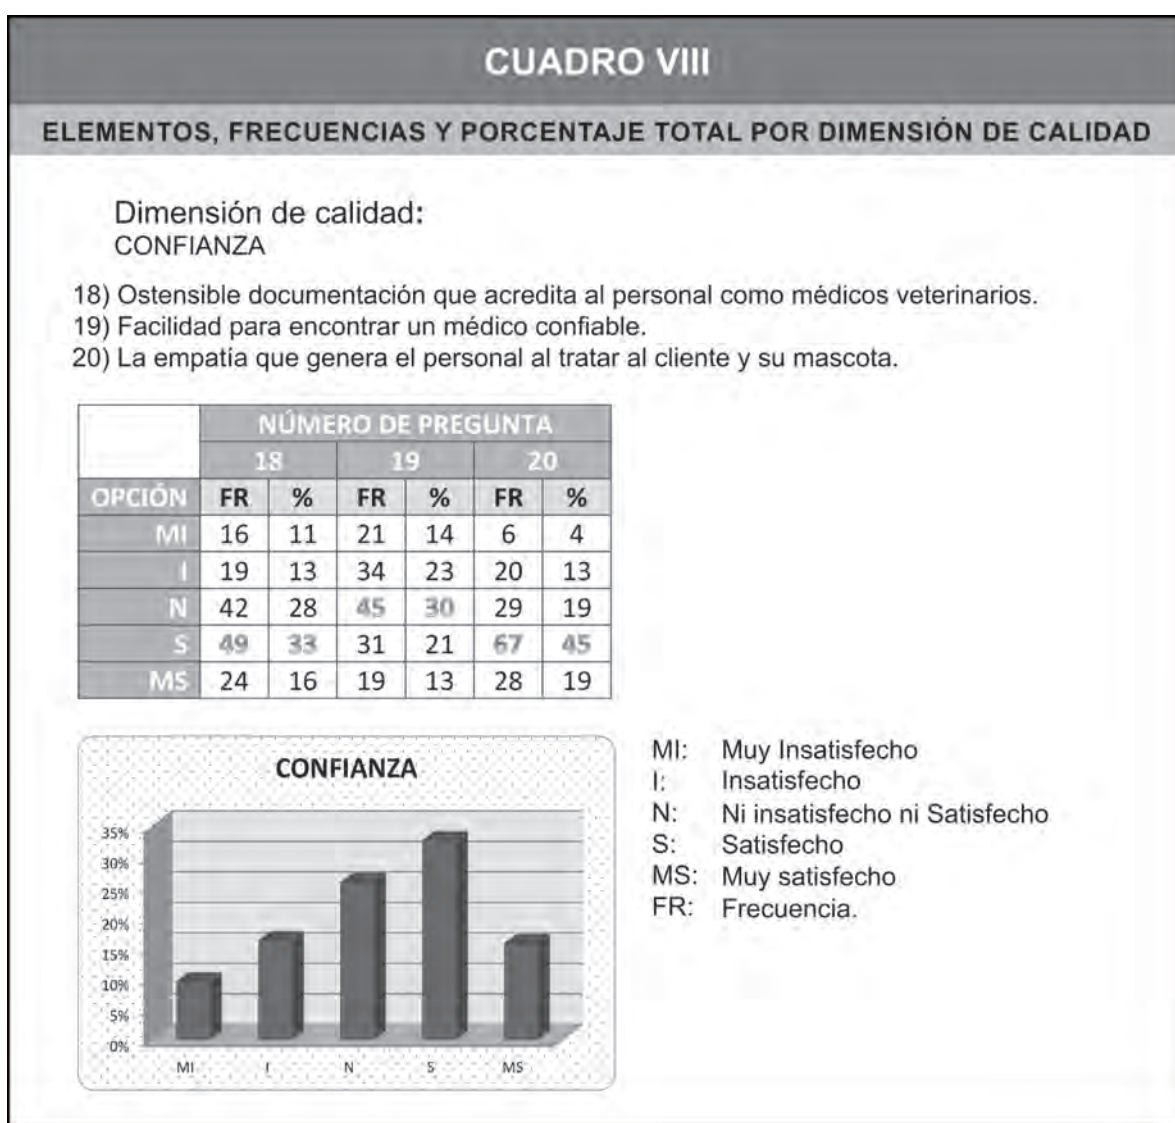 CUADRO VIII
ELEMENTOS, FRECUENCIAS Y PORCENTAJE TOTAL POR DIMENSIÓN DE CALIDAD
Dimensión de calidad:
CONFIANZA
18) Ostensible documentación que acredita al personal como médicos veterinarios.
19) Facilidad para encontrar un médico confiable.
20) La empatía que genera el personal al tratar al cliente y su mascota.
NÚMERO DE PREGUNTA
18 19 20
OPCIÓN FR % FR % FR %
MI 16 11 21 14 6 4
I 19 13 34 23 20 13
N 42 28 45 30 29 19
S 49 33 31 21 67 45
MS 24 16 19 13 28 19
CONFIANZA
35%
30%
25%
20%
15%
10%
5%
0%
MI I N S MS
MI: Muy Insatisfecho
I: Insatisfecho
N: Ni insatisfecho ni Satisfecho
S: Satisfecho
MS: Muy satisfecho
FR: Frecuencia.